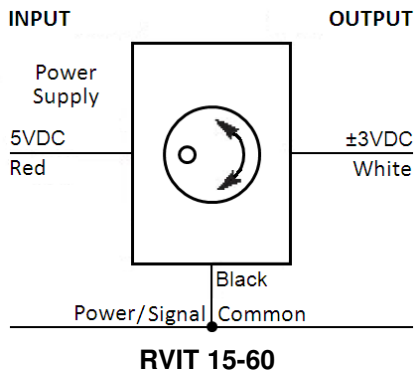 INPUT
OUTPUT
Power
Supply
5VDC
±3VDC
Red
White
Black
Power/Signal Common
RVIT 15-60